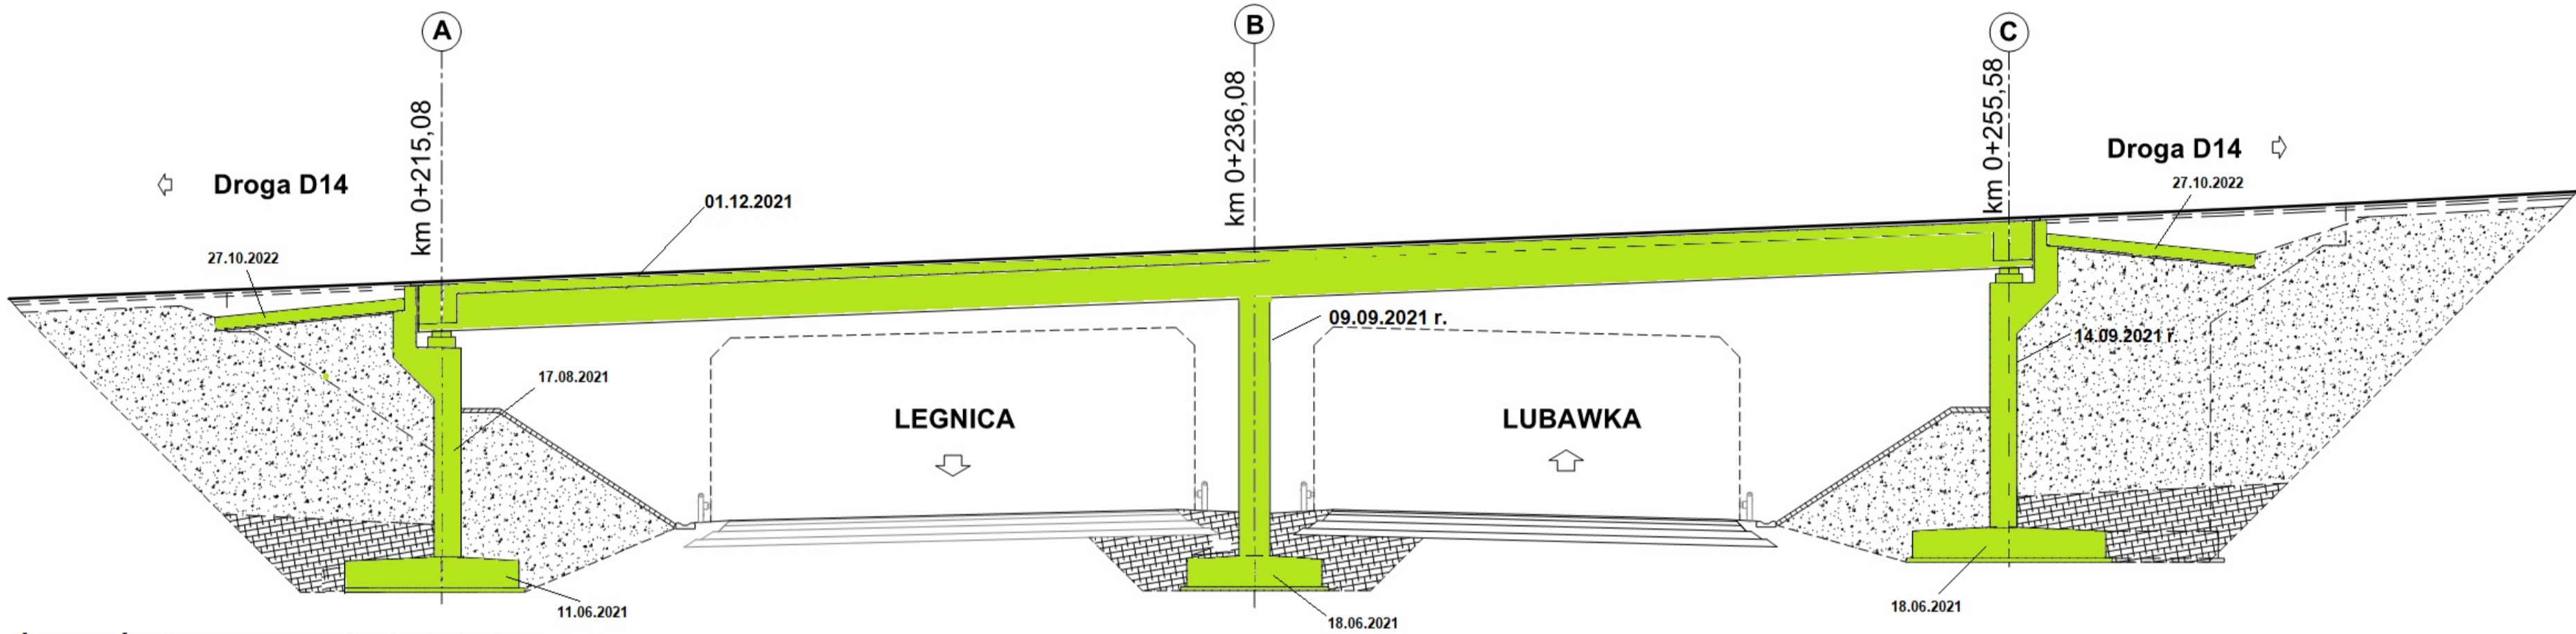 A
B
C
km 0+215,08
km 0+236,08
km 0+255,58
Droga D14
Droga D14
27.10.2022
01.12.2021
27.10.2022
09.09.2021 r.
14.09.2021 r.
17.08.2021
LEGNICA
LUBAWKA
11.06.2021
18.06.2021
18.06.2021